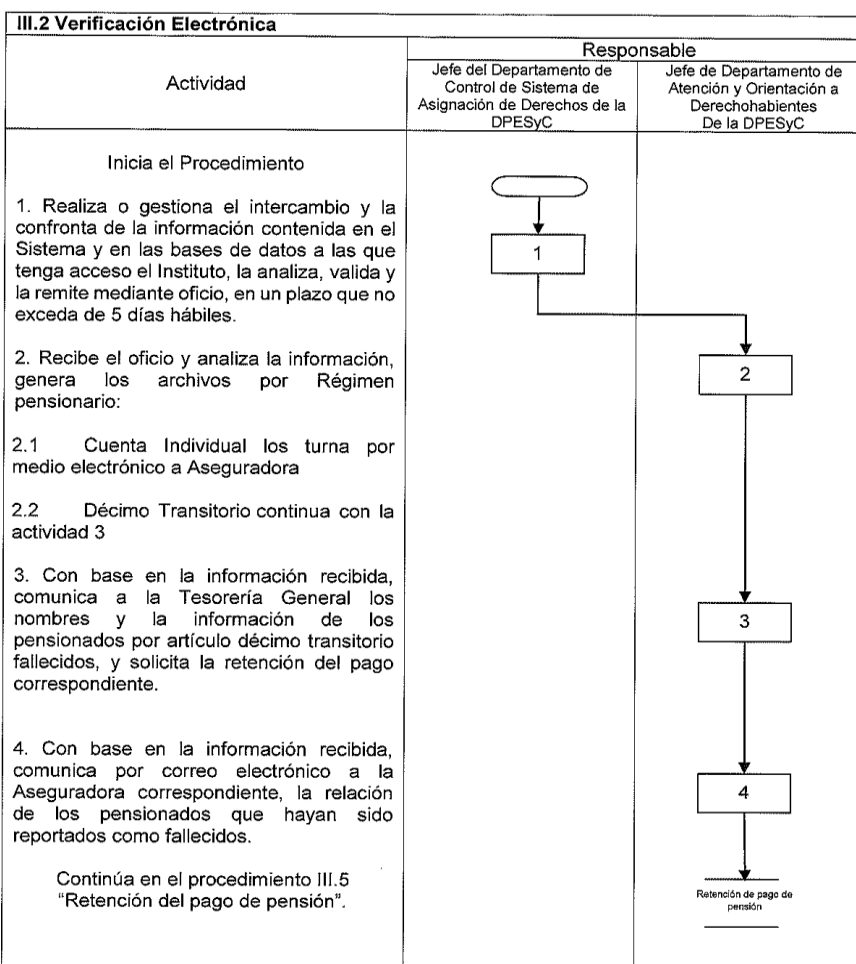 III.2 Verificación Electrónica
Actividad
Responsable
Jefe del Departamento de
Control de Sistema de
Asignación de Derechos de la
DPESyC
Jefe de Departamento de
Atención y Orientación a
Derechohabientes
De la DPESyC
Inicia el Procedimiento
1. Realiza o gestiona el intercambio y la
confronta de la información contenida en el
Sistema y en las bases de datos a las que
tenga acceso el Instituto, la analiza, valida y
la remite mediante oficio, en un plazo que no
exceda de 5 días hábiles.
2. Recibe el oficio y analiza la información,
genera los archivos por Régimen
pensionario:
2.1 Cuenta Individual los turna por
medio electrónico a Aseguradora
2.2 Décimo Transitorio continua con la
actividad 3
3. Con base en la información recibida,
comunica a la Tesorería General los
nombres y la información de los
pensionados por artículo décimo transitorio
fallecidos, y solicita la retención del pago
correspondiente.
4. Con base en la información recibida,
comunica por correo electrónico a la
Aseguradora correspondiente, la relación
de los pensionados que hayan sido
reportados como fallecidos.
Continúa en el procedimiento III.5
“Retención del pago de pensión”.
1
2
3
4
Retención de pago de
pensión